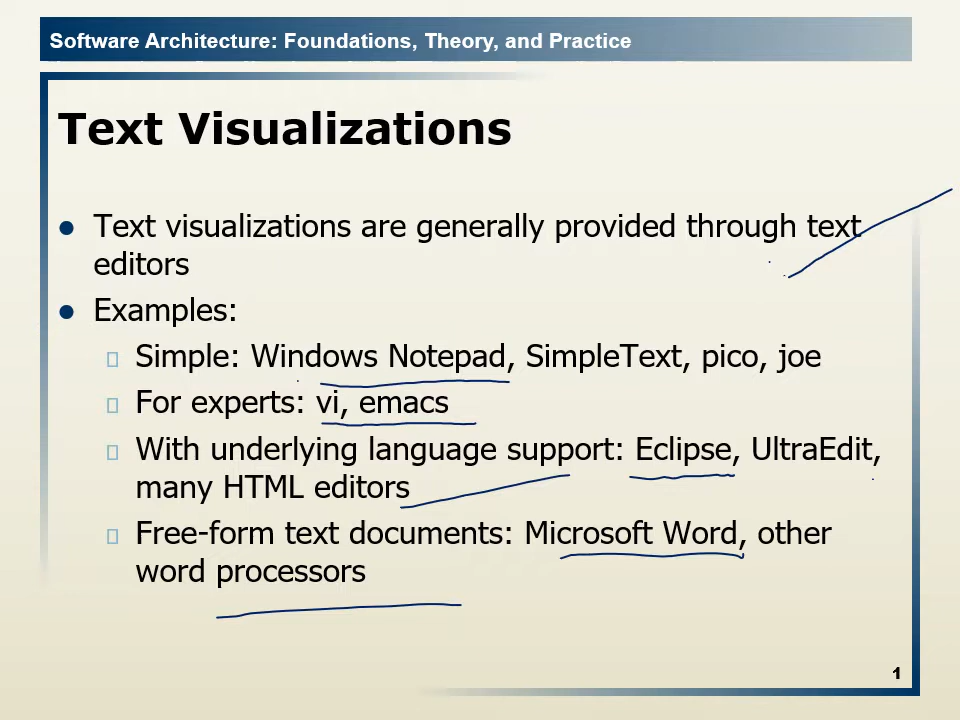 Software Architecture: Foundations, Theory, and Practice
Text Visualizations
Text visualizations are generally provided through text
editors
Examples:
Simple: Windows Notepad, SimpleText, pico, joe
For experts: vi, emacs
With underlying language support: Eclipse, UltraEdit,
many HTML editors
Free-form text documents: Microsoft Word, other
word processors
1